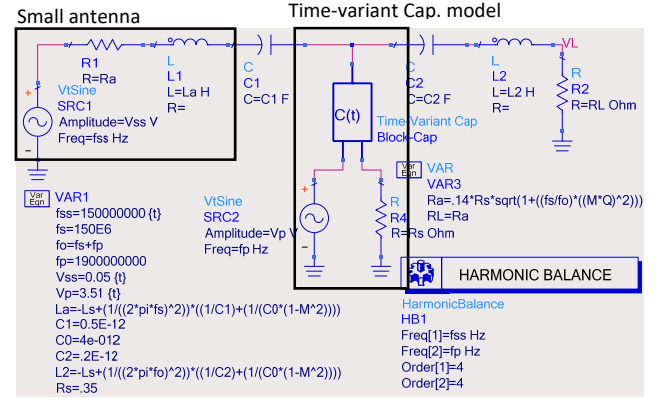 Small antenna
Time-variant Cap. model
R
R1
R=Ra
L
L1
L=La H
R=
C
C1
C=C1 F
C
C2
C=C2 F
L
L2
L=L2 H
R=
VL
R
R2
R=RL Ohm
+
VtSine
SRC1
Amplitude=Vss V
Freq=fss Hz
-
C(t)
Time-Variant Cap
Block-Cap
Var
Eqn
VAR
VAR3
Ra=.14*Rs*sqrt(1+((fs/fo)*((M*Q)^2)))
RL=Ra
Var
Eqn
VAR1
fss=150000000 {t}
fs=150E6
fo=fs+fp
fp=1900000000
Vss=0.05 {t}
Vp=3.51 {t}
La=-Ls+(1/((2*pi*fs)^2))*((1/C1)+(1/(C0*(1-M^2))))
C1=0.5E-12
C0=4e-012
C2=.2E-12
L2=-Ls+(1/((2*pi*fo)^2))*((1/C2)+(1/(C0*(1-M^2))))
Rs=.35
VtSine
SRC2
Amplitude=Vp V
Freq=fp Hz
+
-
R
R4
R=Rs Ohm
HARMONIC BALANCE
HarmonicBalance
HB1
Freq[1]=fss Hz
Freq[2]=fp Hz
Order[1]=4
Order[2]=4